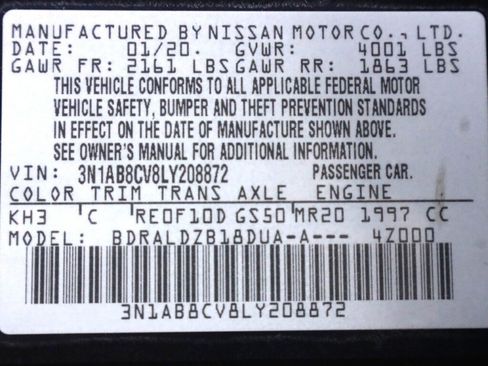 MANUFACTURED BY NISSAN MOTOR CO., LTD.
DATE: 01/20. GVWR: 4001 LBS
GAWR FR: 2161 LBS GAWR RR: 1863 LBS
THIS VEHICLE CONFORMS TO ALL APPLICABLE FEDERAL MOTOR
VEHICLE SAFETY, BUMPER AND THEFT PREVENTION STANDARDS
IN EFFECT ON THE DATE OF MANUFACTURE SHOWN ABOVE.
SEE OWNER'S MANUAL FOR ADDITIONAL INFORMATION.
VIN: 3N1AB8CV8LY208872 PASSENGER CAR.
COLOR TRIM TRANS AXLE ENGINE
KH3 C RE0F10D GS50 MR20 1997 CC
MODEL: BDRALDZB18DUA-A--- 4Z000
3N1AB8CV8LY208872